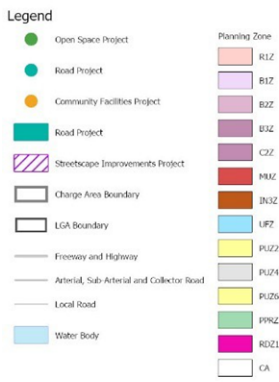 Legend
Open Space Project
Road Project
Community Facilities Project
Road Project
Streetscape Improvements Project
Charge Area Boundary
LGA Boundary
Freeway and Highway
Arterial, Sub-Arterial and Collector Road
Local Road
Water Body
Planning Zone
R1Z
B1Z
B2Z
B3Z
C2Z
MUZ
IN3Z
UFZ
PUZ2
PUZ4
PUZ6
PPRZ
RDZ1
CA